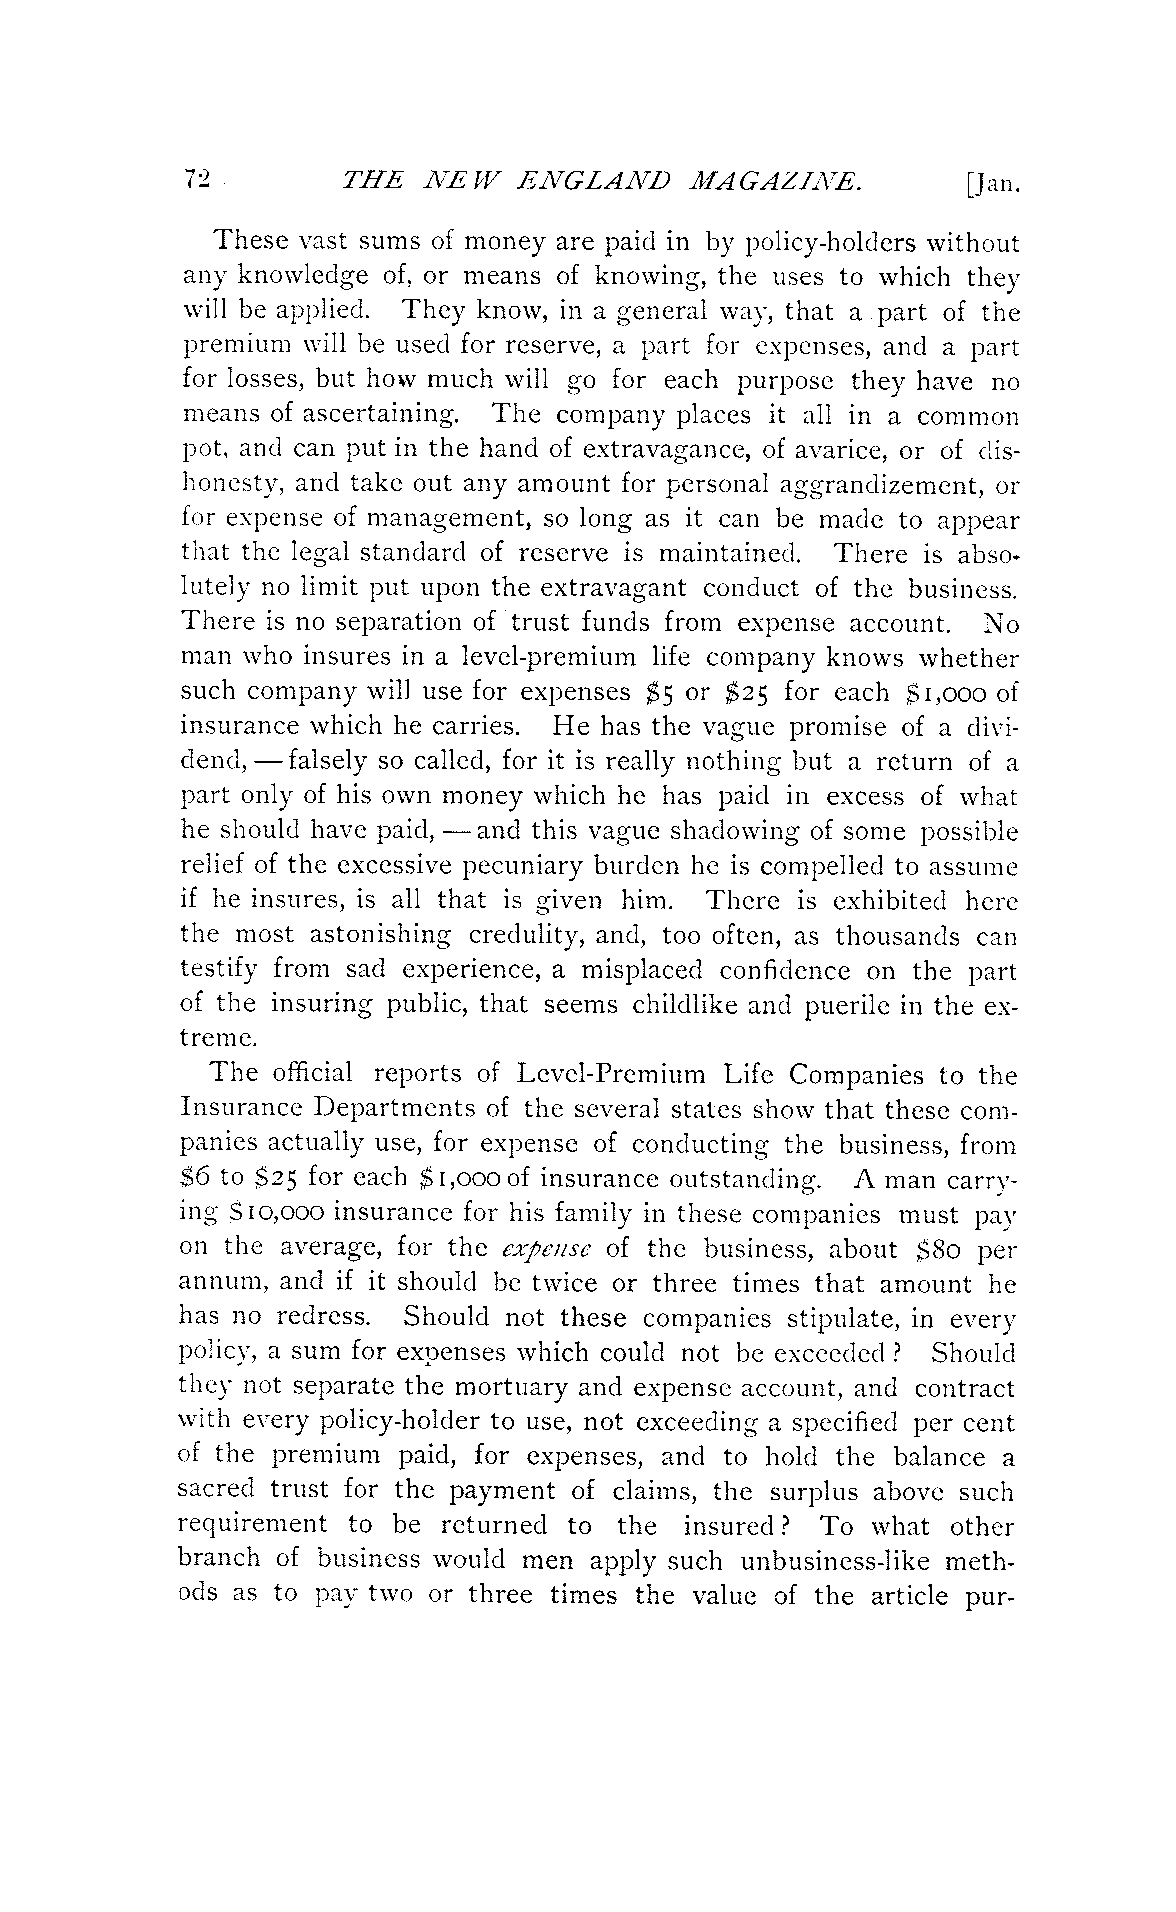 72 THE NEW ENGLAND MAGAZINE. [Jan.
These vast sums of money are paid in by policy-holders without
any knowledge of, or means of knowing, the uses to which they
will be applied. They know, in a general way, that a part of the
premium will be used for reserve, a part for expenses, and a part
for losses, but how much will go for each purpose they have no
means of ascertaining. The company places it all in a common
pot, and can put in the hand of extravagance, of avarice, or of dis-
honesty, and take out any amount for personal aggrandizement, or
for expense of management, so long as it can be made to appear
that the legal standard of reserve is maintained. There is abso-
lutely no limit put upon the extravagant conduct of the business.
There is no separation of trust funds from expense account. No
man who insures in a level-premium life company knows whether
such company will use for expenses $5 or $25 for each $1,000 of
insurance which he carries. He has the vague promise of a divi-
dend, — falsely so called, for it is really nothing but a return of a
part only of his own money which he has paid in excess of what
he should have paid, — and this vague shadowing of some possible
relief of the excessive pecuniary burden he is compelled to assume
if he insures, is all that is given him. There is exhibited here
the most astonishing credulity, and, too often, as thousands can
testify from sad experience, a misplaced confidence on the part
of the insuring public, that seems childlike and puerile in the ex-
treme.
The official reports of Level-Premium Life Companies to the
Insurance Departments of the several states show that these com-
panies actually use, for expense of conducting the business, from
$6 to $25 for each $1,000 of insurance outstanding. A man carry-
ing $10,000 insurance for his family in these companies must pay
on the average, for the expense of the business, about $80 per
annum, and if it should be twice or three times that amount he
has no redress. Should not these companies stipulate, in every
policy, a sum for expenses which could not be exceeded? Should
they not separate the mortuary and expense account, and contract
with every policy-holder to use, not exceeding a specified per cent
of the premium paid, for expenses, and to hold the balance a
sacred trust for the payment of claims, the surplus above such
requirement to be returned to the insured? To what other
branch of business would men apply such unbusiness-like meth-
ods as to pay two or three times the value of the article pur-